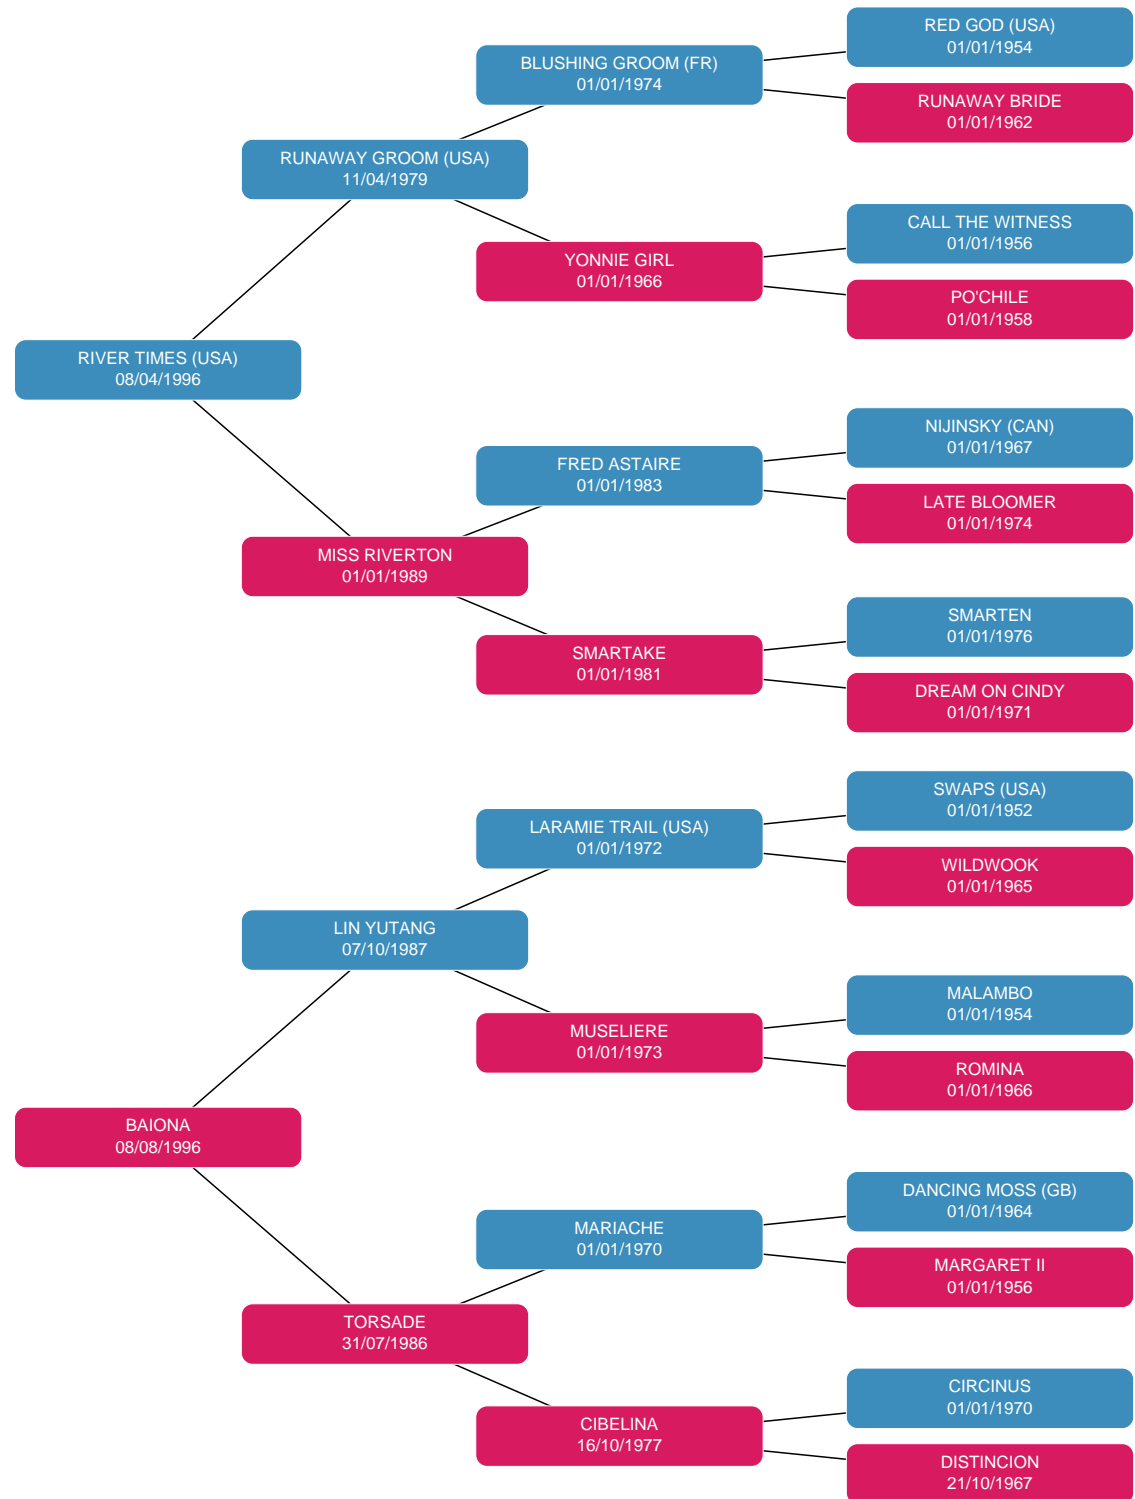 RED GOD (USA)
01/01/1954
BLUSHING GROOM (FR)
01/01/1974
RUNAWAY BRIDE
01/01/1962
RUNAWAY GROOM (USA)
11/04/1979
CALL THE WITNESS
01/01/1956
YONNIE GIRL
01/01/1966
PO'CHILE
01/01/1958
RIVER TIMES (USA)
08/04/1996
NIJINSKY (CAN)
01/01/1967
FRED ASTAIRE
01/01/1983
LATE BLOOMER
01/01/1974
MISS RIVERTON
01/01/1989
SMARTEN
01/01/1976
SMARTAKE
01/01/1981
DREAM ON CINDY
01/01/1971
SWAPS (USA)
01/01/1952
LARAMIE TRAIL (USA)
01/01/1972
WILDWOOK
01/01/1965
LIN YUTANG
07/10/1987
MALAMBO
01/01/1954
MUSELIERE
01/01/1973
ROMINA
01/01/1966
BAIONA
08/08/1996
DANCING MOSS (GB)
01/01/1964
MARIACHE
01/01/1970
MARGARET II
01/01/1956
TORSADE
31/07/1986
CIRCINUS
01/01/1970
CIBELINA
16/10/1977
DISTINCION
21/10/1967